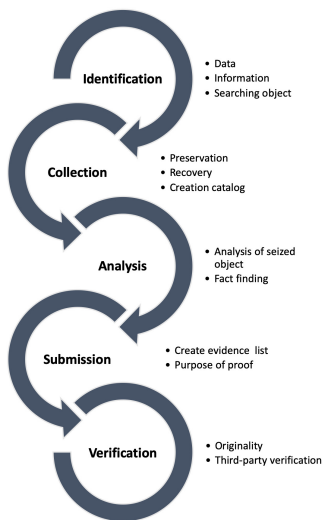 Identification
• Data
• Information
• Searching object
Collection
• Preservation
• Recovery
• Creation catalog
Analysis
• Analysis of seized
object
• Fact finding
Submission
• Create evidence list
• Purpose of proof
Verification
• Originality
• Third-party verification